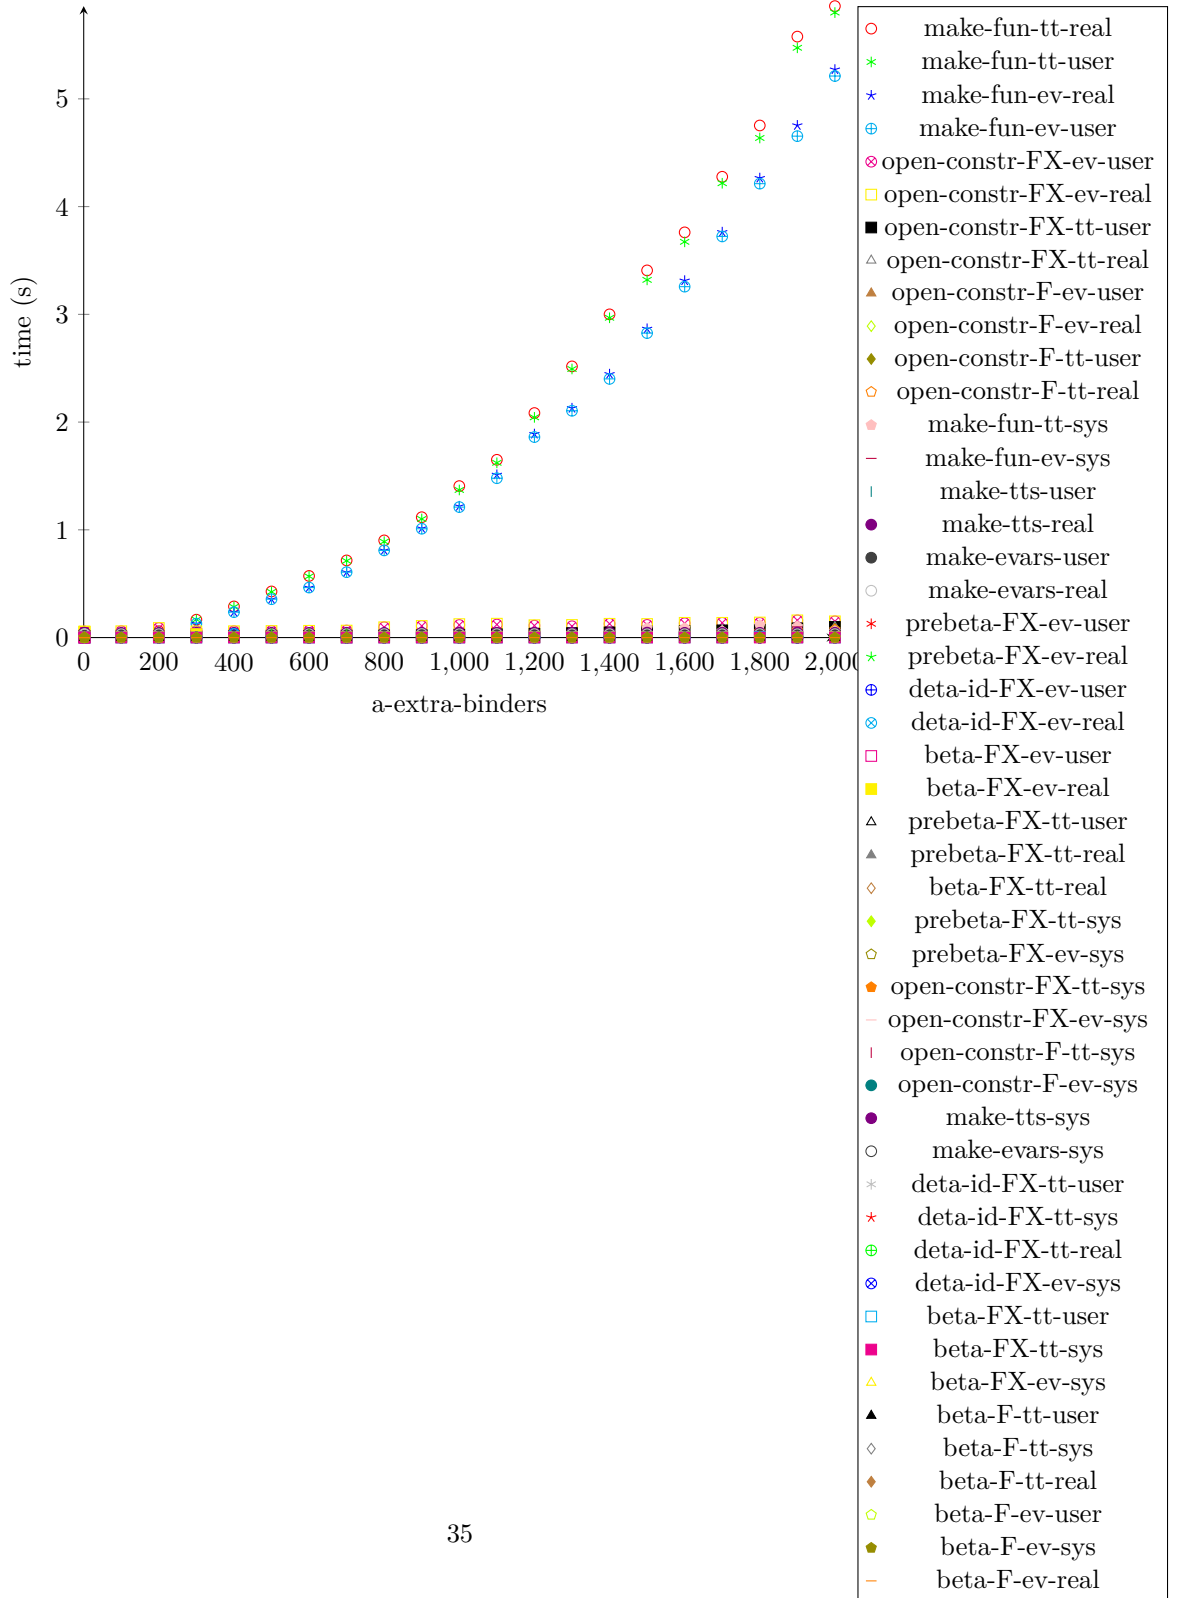 5
4
3
2
1
0
time (s)
0 200 400 600 800 1,000 1,200 1,400 1,600 1,800 2,000
a-extra-binders
make-fun-tt-real
make-fun-tt-user
make-fun-ev-real
make-fun-ev-user
open-constr-FX-ev-user
open-constr-FX-ev-real
open-constr-FX-tt-user
open-constr-FX-tt-real
open-constr-F-ev-user
open-constr-F-ev-real
open-constr-F-tt-user
open-constr-F-tt-real
make-fun-tt-sys
make-fun-ev-sys
make-tts-user
make-tts-real
make-evars-user
make-evars-real
prebeta-FX-ev-user
prebeta-FX-ev-real
deta-id-FX-ev-user
deta-id-FX-ev-real
beta-FX-ev-user
beta-FX-ev-real
prebeta-FX-tt-user
prebeta-FX-tt-real
beta-FX-tt-real
prebeta-FX-tt-sys
prebeta-FX-ev-sys
open-constr-FX-tt-sys
open-constr-FX-ev-sys
open-constr-F-tt-sys
open-constr-F-ev-sys
make-tts-sys
make-evars-sys
deta-id-FX-tt-user
deta-id-FX-tt-sys
deta-id-FX-tt-real
deta-id-FX-ev-sys
beta-FX-tt-user
beta-FX-tt-sys
beta-FX-ev-sys
beta-F-tt-user
beta-F-tt-sys
beta-F-tt-real
beta-F-ev-user
beta-F-ev-sys
beta-F-ev-real
35